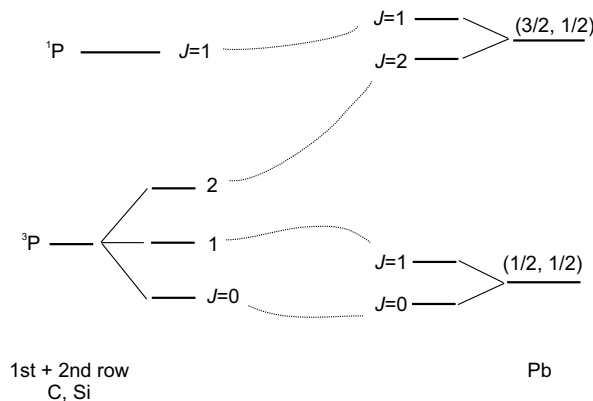 ¹P
J=1
J=1
(3/2, 1/2)
J=2
2
³P
1
J=0
J=1
(1/2, 1/2)
J=0
1st + 2nd row
C, Si
Pb